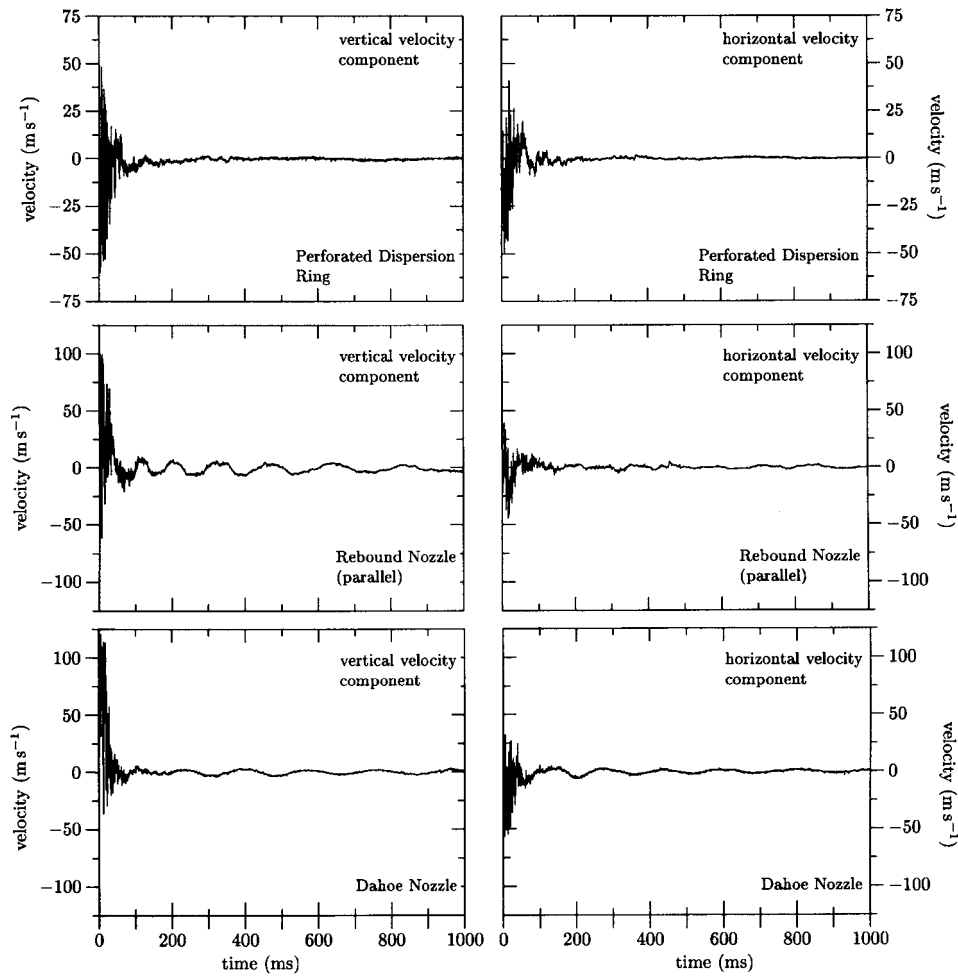 75
50
25
0
−25
−50
−75
velocity (m s⁻¹)
vertical velocity
component
Perforated Dispersion
Ring
horizontal velocity
component
Perforated Dispersion
Ring
75
50
25
0
−25
−50
−75
velocity (m s⁻¹)
100
50
0
−50
−100
velocity (m s⁻¹)
vertical velocity
component
Rebound Nozzle
(parallel)
horizontal velocity
component
Rebound Nozzle
(parallel)
100
50
0
−50
−100
velocity (m s⁻¹)
100
50
0
−50
−100
velocity (m s⁻¹)
vertical velocity
component
Dahoe Nozzle
horizontal velocity
component
Dahoe Nozzle
100
50
0
−50
−100
velocity (m s⁻¹)
0 200 400 600 800 1000
time (ms)
0 200 400 600 800 1000
time (ms)